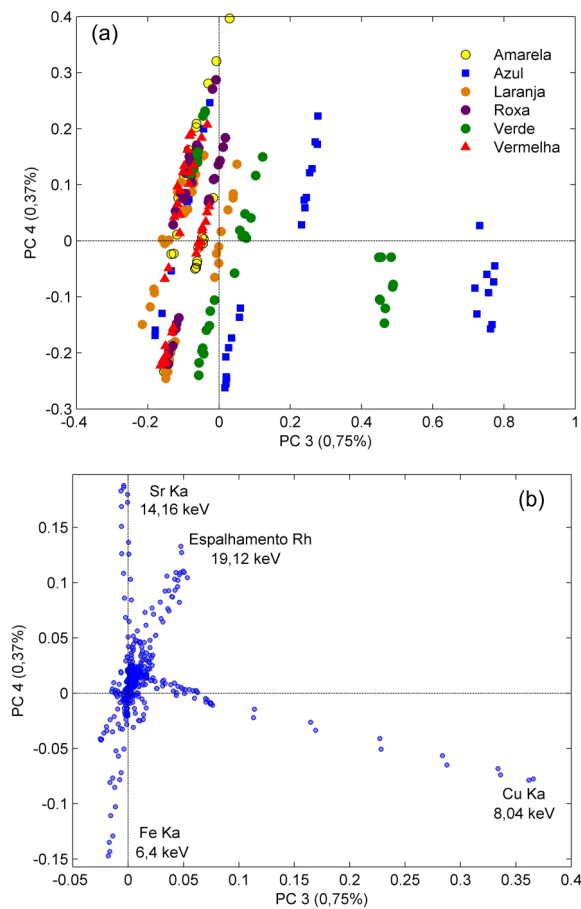 (a)
Amarela
Azul
Laranja
Roxa
Verde
Vermelha
0.4
0.3
0.2
0.1
0
-0.1
-0.2
-0.3
PC 4 (0,37%)
-0.4 -0.2 0 0.2 0.4 0.6 0.8 1
PC 3 (0,75%)
(b)
Sr Ka
14,16 keV
Espalhamento Rh
19,12 keV
Cu Ka
8,04 keV
Fe Ka
6,4 keV
0.15
0.1
0.05
0
-0.05
-0.1
-0.15
PC 4 (0,37%)
-0.05 0 0.05 0.1 0.15 0.2 0.25 0.3 0.35 0.4
PC 3 (0,75%)